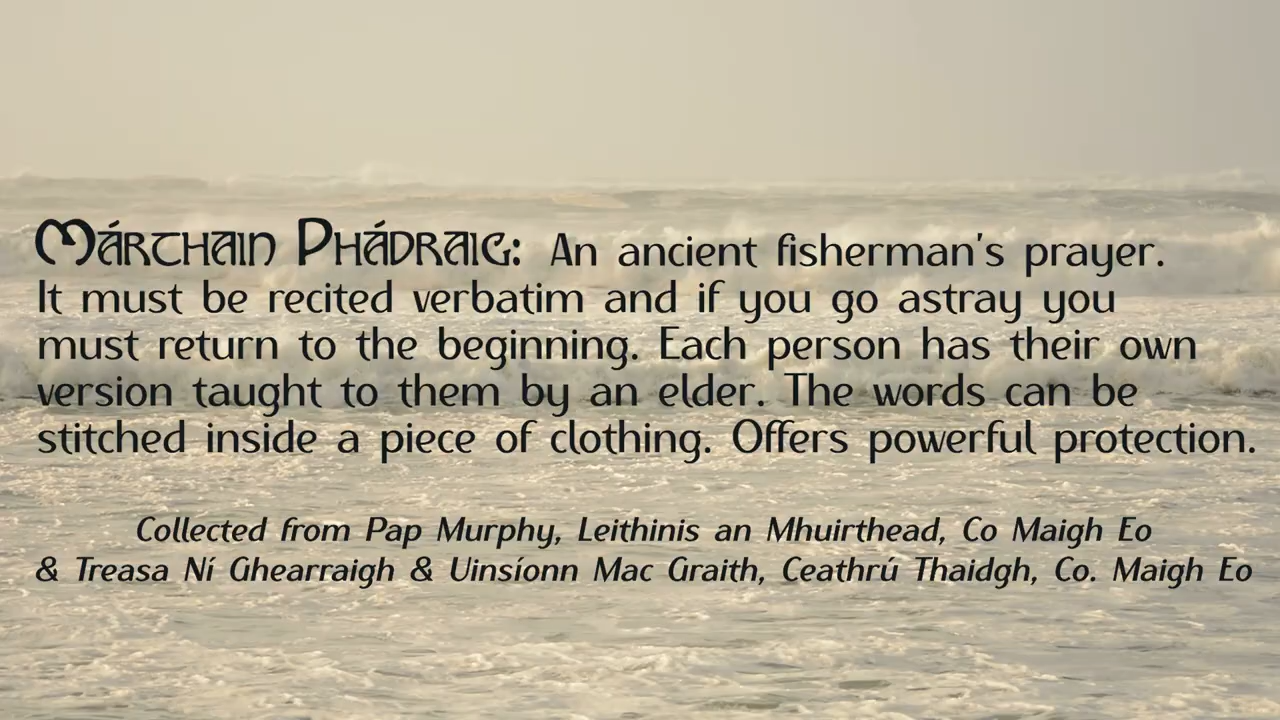 Márthain Phádraig: An ancient fisherman's prayer.
It must be recited verbatim and if you go astray you
must return to the beginning. Each person has their own
version taught to them by an elder. The words can be
stitched inside a piece of clothing. Offers powerful protection.
Collected from Pap Murphy, Leithinis an Mhuirthead, Co Maigh Eo
& Treasa Ní Ghearraigh & Uinsíonn Mac Graith, Ceathrú Thaidgh, Co. Maigh Eo